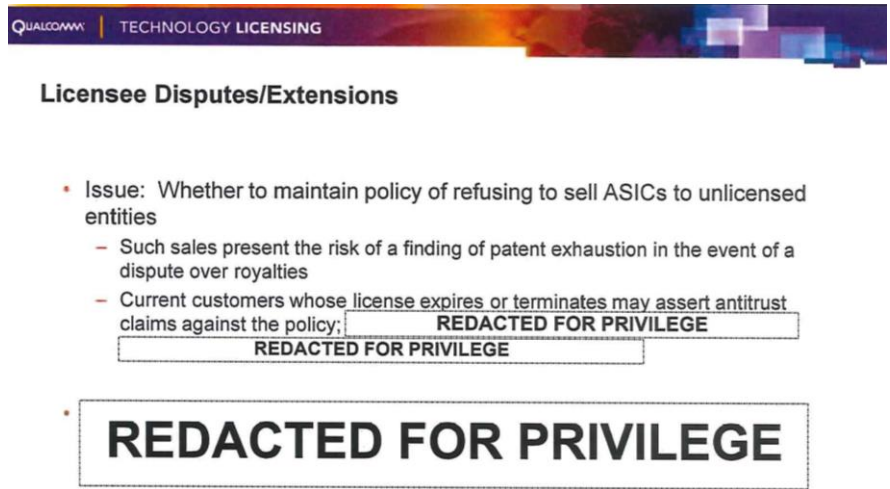 QUALCOMM | TECHNOLOGY LICENSING
Licensee Disputes/Extensions
• Issue: Whether to maintain policy of refusing to sell ASICs to unlicensed
entities
– Such sales present the risk of a finding of patent exhaustion in the event of a
dispute over royalties
– Current customers whose license expires or terminates may assert antitrust
claims against the policy; REDACTED FOR PRIVILEGE
REDACTED FOR PRIVILEGE
• REDACTED FOR PRIVILEGE